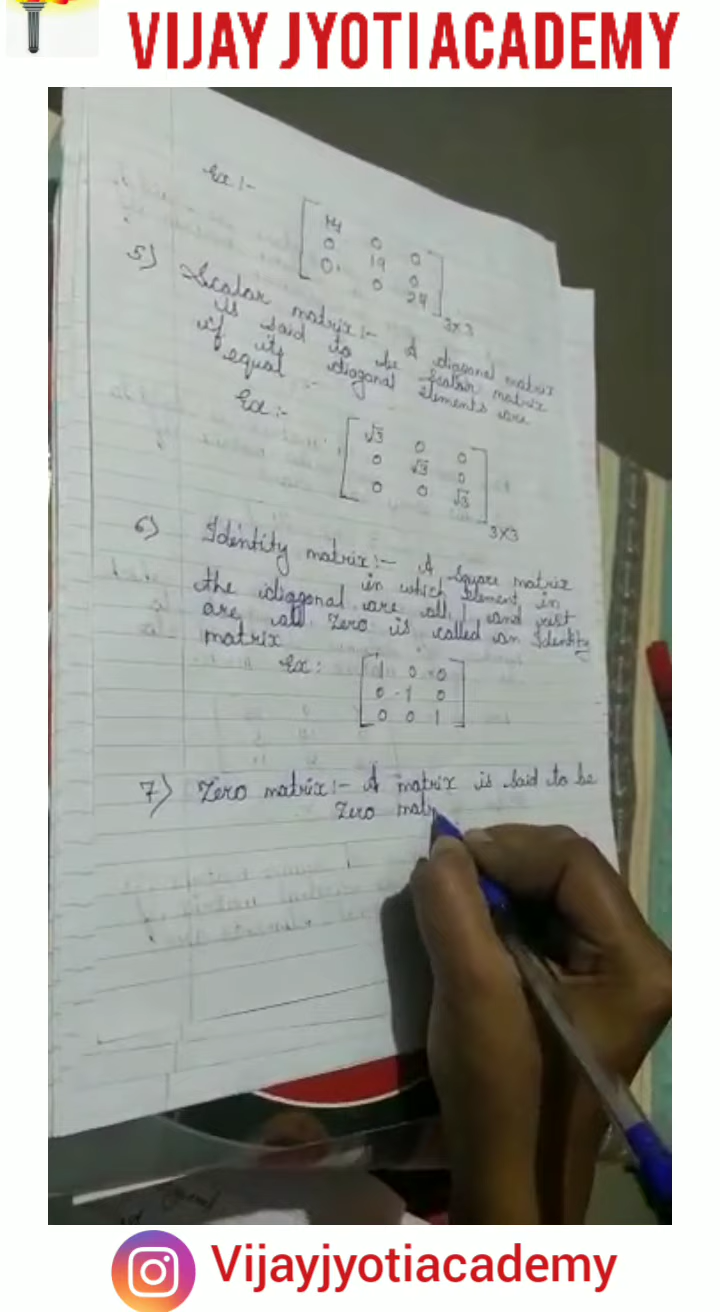 VIJAY JYOTI ACADEMY
Ex :-
14 0 0
0 19 0
0 0 24
3×3
5) Scalar matrix :- A diagonal matrix
is said to be scalar matrix
if its diagonal elements are
equal :-
Ex :-
√3 0 0
0 √3 0
0 0 √3
3×3
6) Identity matrix :- A square matrix
in which element in
the diagonal are all 1 and rest
are all zero is called an Identity
matrix
Ex :
1 0 0
0 1 0
0 0 1
7) Zero matrix :- A matrix is said to be
Zero matr
Vijayjyotiacademy